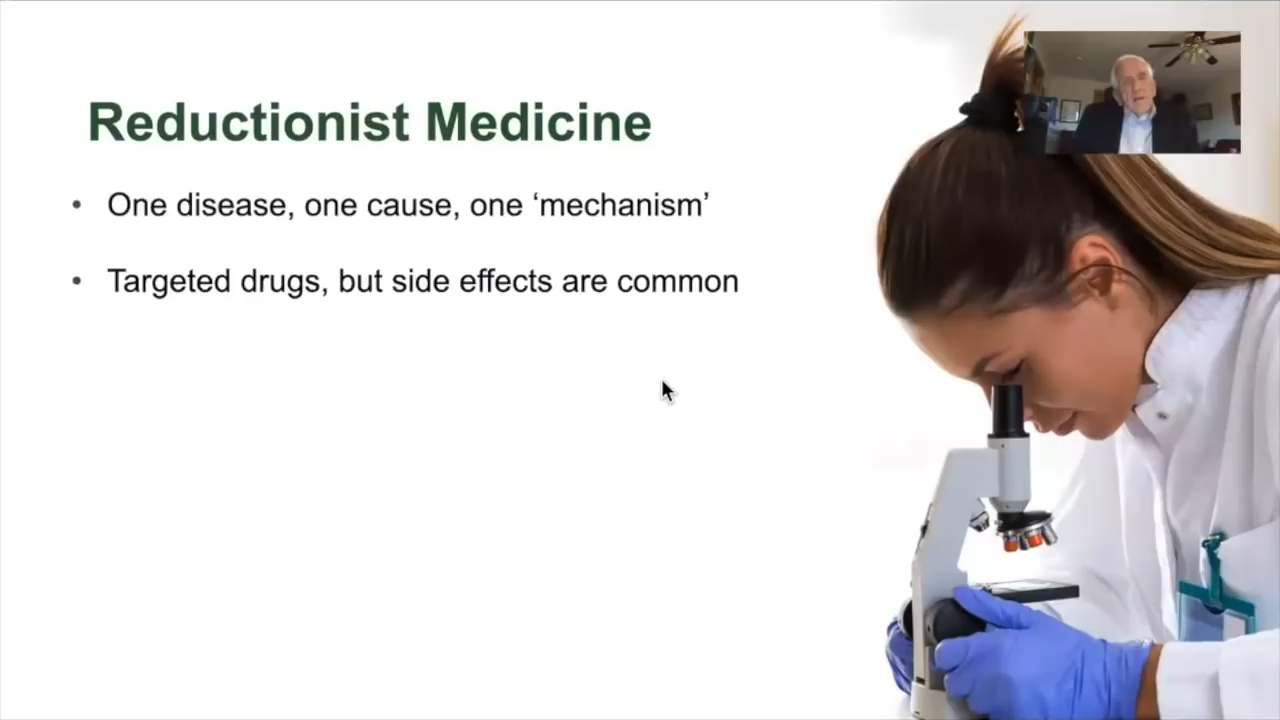 Reductionist Medicine
• One disease, one cause, one ‘mechanism’
• Targeted drugs, but side effects are common